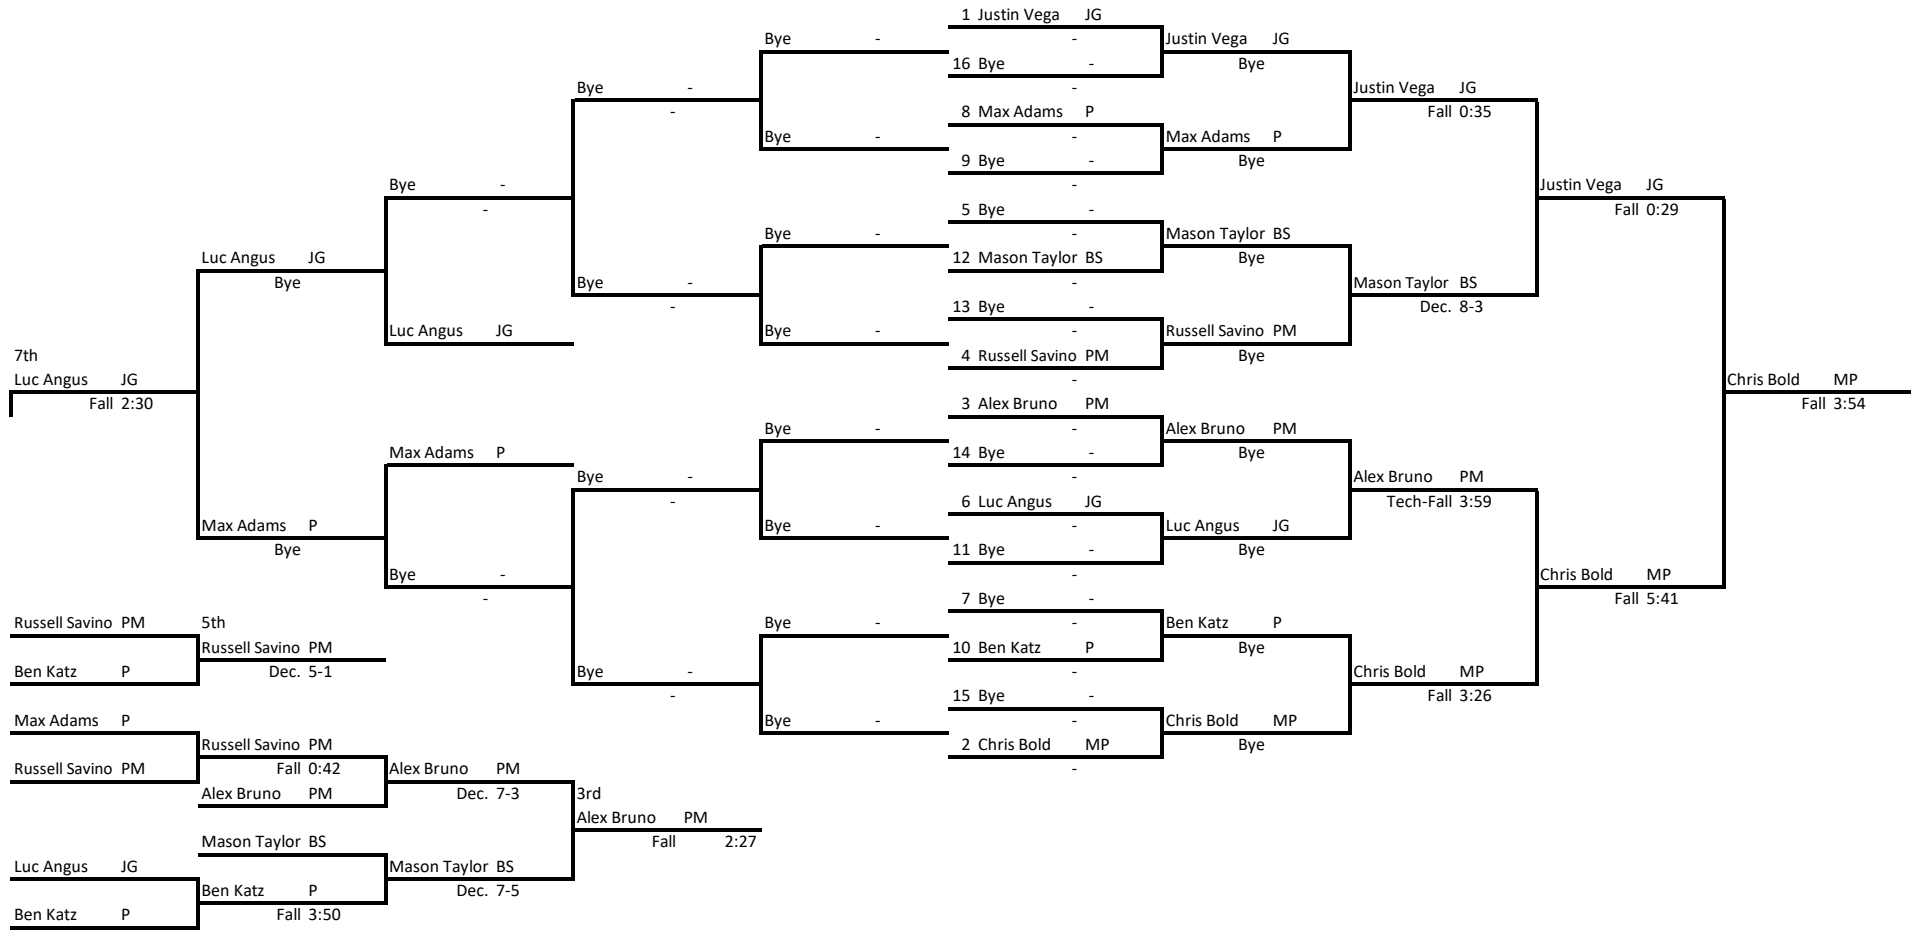 1 Justin Vega JG
Bye - - Justin Vega JG
16 Bye - Bye
Bye - - Justin Vega JG
- 8 Max Adams P Fall 0:35
Bye - - Max Adams P
9 Bye - Bye
Bye - - Justin Vega JG
- 5 Bye - Fall 0:29
Bye - - Mason Taylor BS
Luc Angus JG 12 Mason Taylor BS Bye
Bye Bye - - Mason Taylor BS
- 13 Bye - Dec. 8-3
Luc Angus JG Bye - - Russell Savino PM
7th 4 Russell Savino PM Bye
Luc Angus JG - Chris Bold MP
Fall 2:30 3 Alex Bruno PM Fall 3:54
Bye - - Alex Bruno PM
Max Adams P 14 Bye - Bye
Bye - - Alex Bruno PM
- 6 Luc Angus JG Tech-Fall 3:59
Max Adams P Bye - - Luc Angus JG
Bye 11 Bye - Bye
Bye - - Chris Bold MP
- 7 Bye - Fall 5:41
Russell Savino PM 5th Bye - - Ben Katz P
Russell Savino PM 10 Ben Katz P Bye
Ben Katz P Dec. 5-1 Bye - - Chris Bold MP
- 15 Bye - Fall 3:26
Max Adams P Bye - - Chris Bold MP
Russell Savino PM 2 Chris Bold MP Bye
Russell Savino PM Fall 0:42 Alex Bruno PM -
Alex Bruno PM Dec. 7-3 3rd
Alex Bruno PM
Mason Taylor BS Fall 2:27
Luc Angus JG Mason Taylor BS
Ben Katz P Dec. 7-5
Ben Katz P Fall 3:50